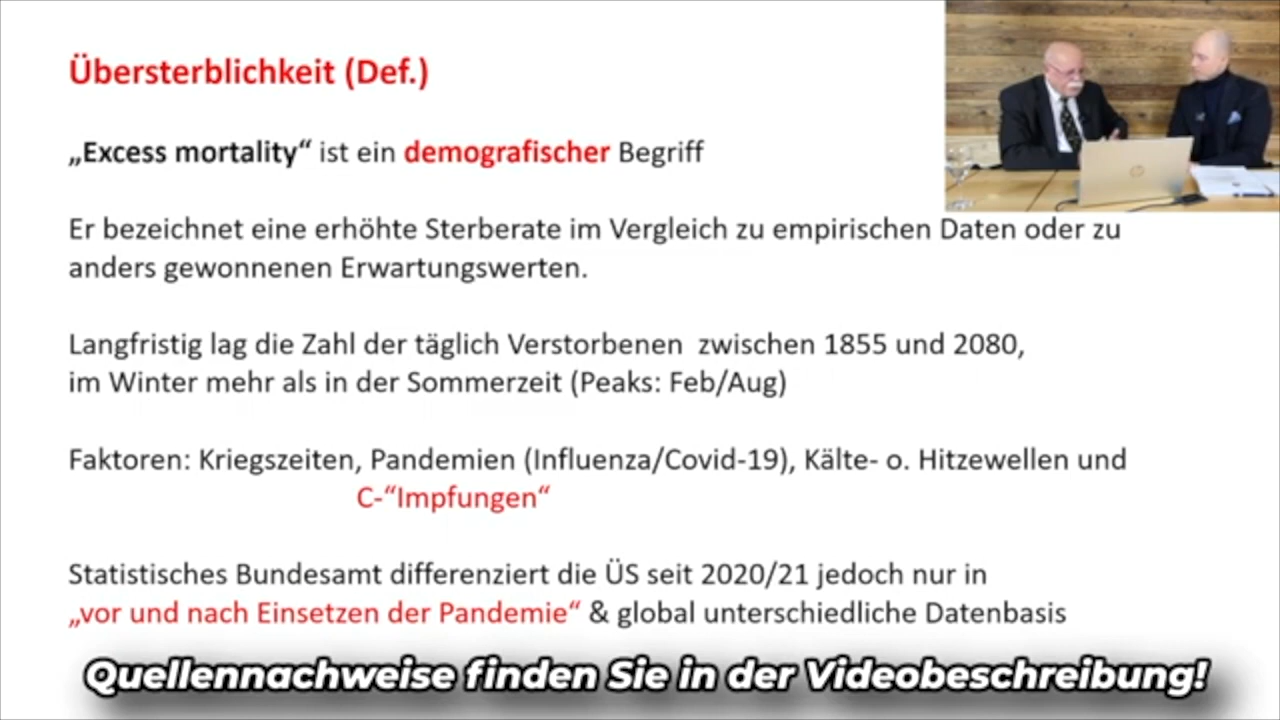 Übersterblichkeit (Def.)
„Excess mortality“ ist ein demografischer Begriff
Er bezeichnet eine erhöhte Sterberate im Vergleich zu empirischen Daten oder zu
anders gewonnenen Erwartungswerten.
Langfristig lag die Zahl der täglich Verstorbenen zwischen 1855 und 2080,
im Winter mehr als in der Sommerzeit (Peaks: Feb/Aug)
Faktoren: Kriegszeiten, Pandemien (Influenza/Covid-19), Kälte- o. Hitzewellen und
C-“Impfungen“
Statistisches Bundesamt differenziert die ÜS seit 2020/21 jedoch nur in
„vor und nach Einsetzen der Pandemie“ & global unterschiedliche Datenbasis
Quellennachweise finden Sie in der Videobeschreibung!